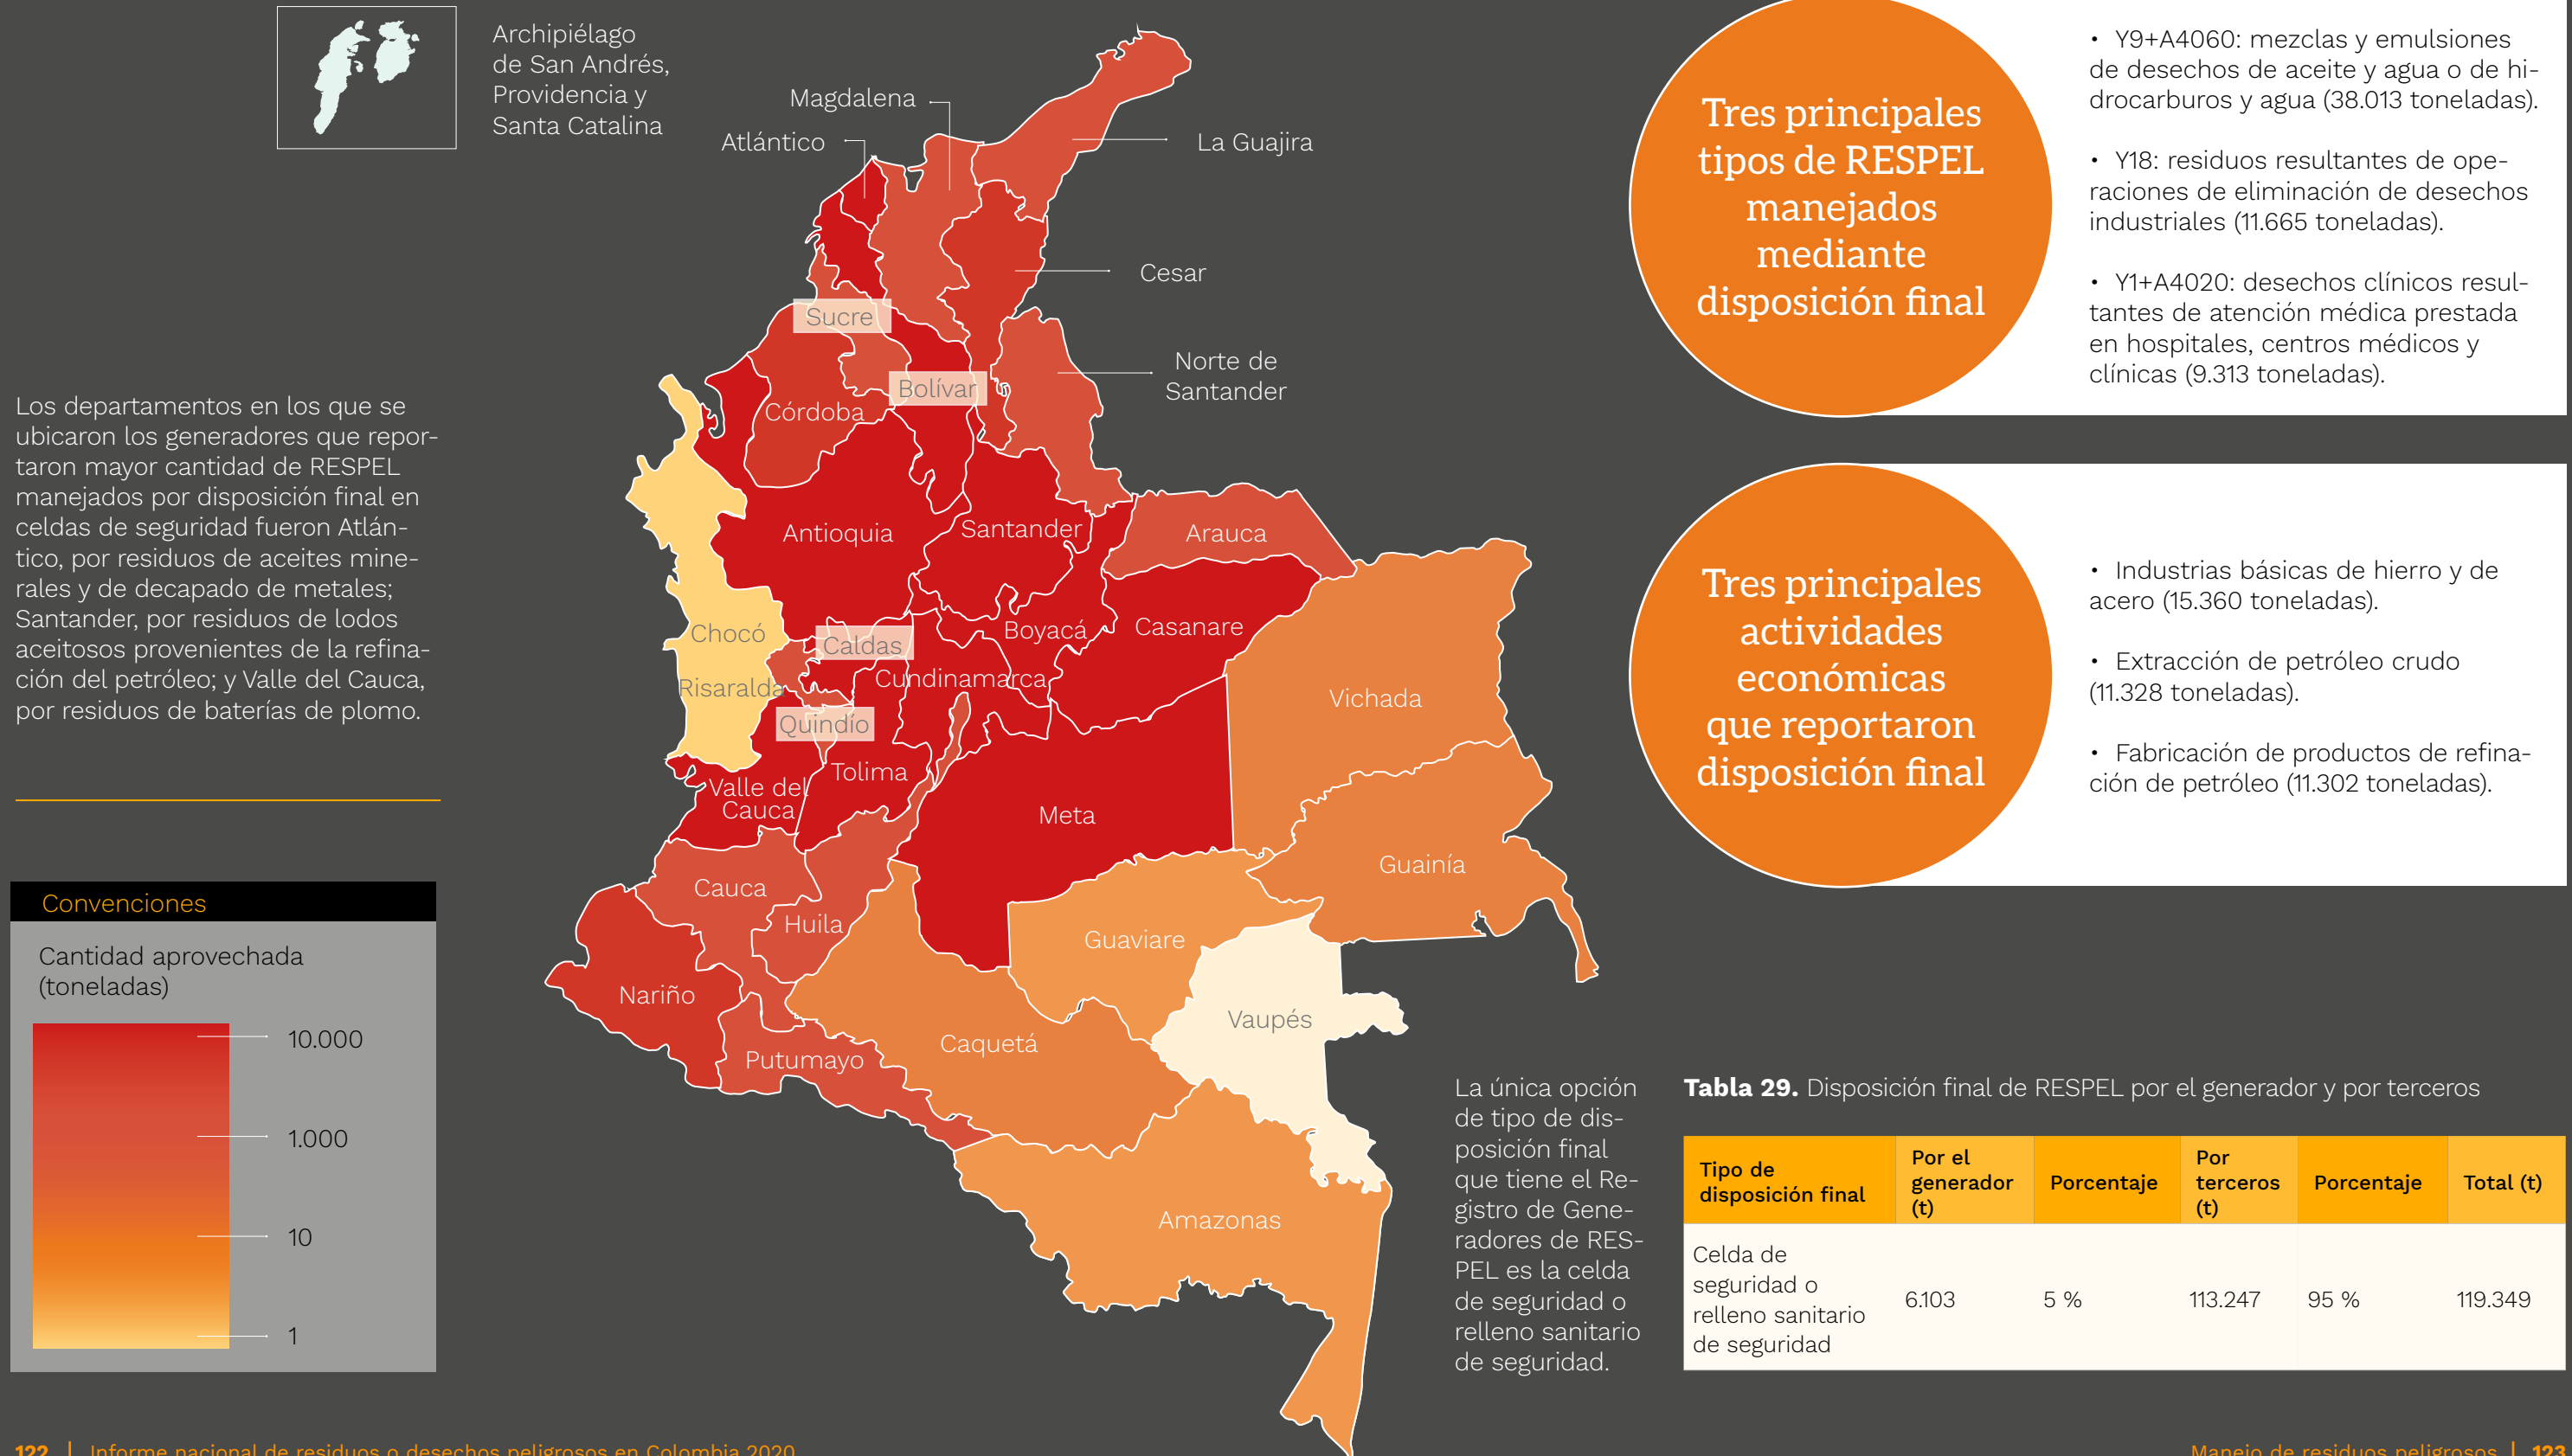 Archipiélago
de San Andrés,
Providencia y
Santa Catalina
Magdalena
Atlántico
La Guajira
Cesar
Sucre
Norte de
Santander
Bolívar
Córdoba
Antioquia
Santander
Arauca
Chocó
Caldas
Boyacá
Casanare
Risaralda
Cundinamarca
Quindío
Vichada
Valle del
Cauca
Tolima
Meta
Cauca
Guainía
Huila
Guaviare
Nariño
Vaupés
Putumayo
Caquetá
Amazonas
Los departamentos en los que se
ubicaron los generadores que repor-
taron mayor cantidad de RESPEL
manejados por disposición final en
celdas de seguridad fueron Atlán-
tico, por residuos de aceites mine-
rales y de decapado de metales;
Santander, por residuos de lodos
aceitosos provenientes de la refina-
ción del petróleo; y Valle del Cauca,
por residuos de baterías de plomo.
Convenciones
Cantidad aprovechada
(toneladas)
10.000
1.000
10
1
Tres principales
tipos de RESPEL
manejados
mediante
disposición final
• Y9+A4060: mezclas y emulsiones
de desechos de aceite y agua o de hi-
drocarburos y agua (38.013 toneladas).
• Y18: residuos resultantes de ope-
raciones de eliminación de desechos
industriales (11.665 toneladas).
• Y1+A4020: desechos clínicos resul-
tantes de atención médica prestada
en hospitales, centros médicos y
clínicas (9.313 toneladas).
Tres principales
actividades
económicas
que reportaron
disposición final
• Industrias básicas de hierro y de
acero (15.360 toneladas).
• Extracción de petróleo crudo
(11.328 toneladas).
• Fabricación de productos de refina-
ción de petróleo (11.302 toneladas).
La única opción
de tipo de dis-
posición final
que tiene el Re-
gistro de Gene-
radores de RES-
PEL es la celda
de seguridad o
relleno sanitario
de seguridad.
Tabla 29. Disposición final de RESPEL por el generador y por terceros
Tipo de
disposición final
Por el
generador
(t)
Porcentaje
Por
terceros
(t)
Porcentaje
Total (t)
Celda de
seguridad o
relleno sanitario
de seguridad
6.103
5 %
113.247
95 %
119.349
122 | Informe nacional de residuos o desechos peligrosos en Colombia 2020
Manejo de residuos peligrosos | 123